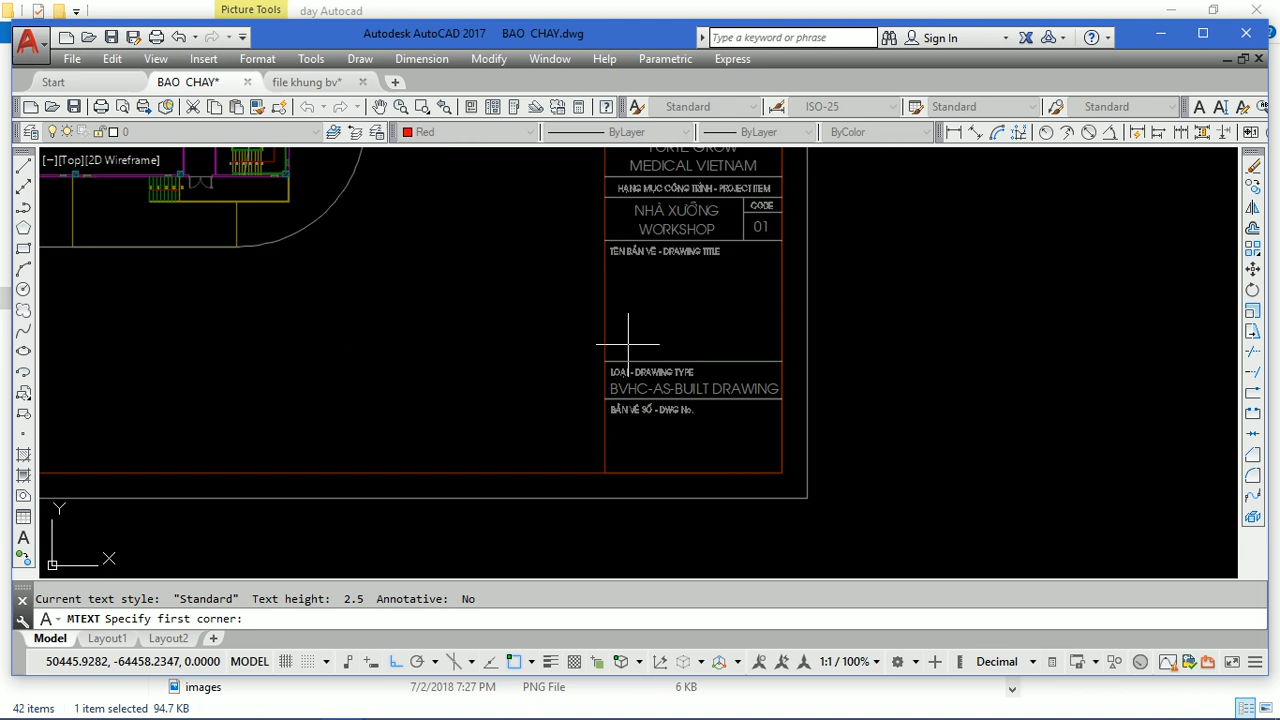 Picture Tools
day Autocad
Autodesk AutoCAD 2017 BAO CHAY.dwg
Type a keyword or phrase
Sign In
File Edit View Insert Format Tools Draw Dimension Modify Window Help Parametric Express
Start BAO CHAY* file khung bv*
Standard ISO-25 Standard Standard
0 Red ByLayer ByLayer ByColor
[−][Top][2D Wireframe]
FORTE GROW
MEDICAL VIETNAM
HẠNG MỤC CÔNG TRÌNH - PROJECT ITEM
NHÀ XƯỞNG
WORKSHOP
CODE
01
TÊN BẢN VẼ - DRAWING TITLE
LOẠI - DRAWING TYPE
BVHC-AS-BUILT DRAWING
BẢN VẼ SỐ - DWG No.
Y
X
Current text style: "Standard" Text height: 2.5 Annotative: No
MTEXT Specify first corner:
Model Layout1 Layout2
50445.9282, -64458.2347, 0.0000 MODEL 1:1 / 100% Decimal
images 7/2/2018 7:27 PM PNG File 6 KB
42 items 1 item selected 94.7 KB